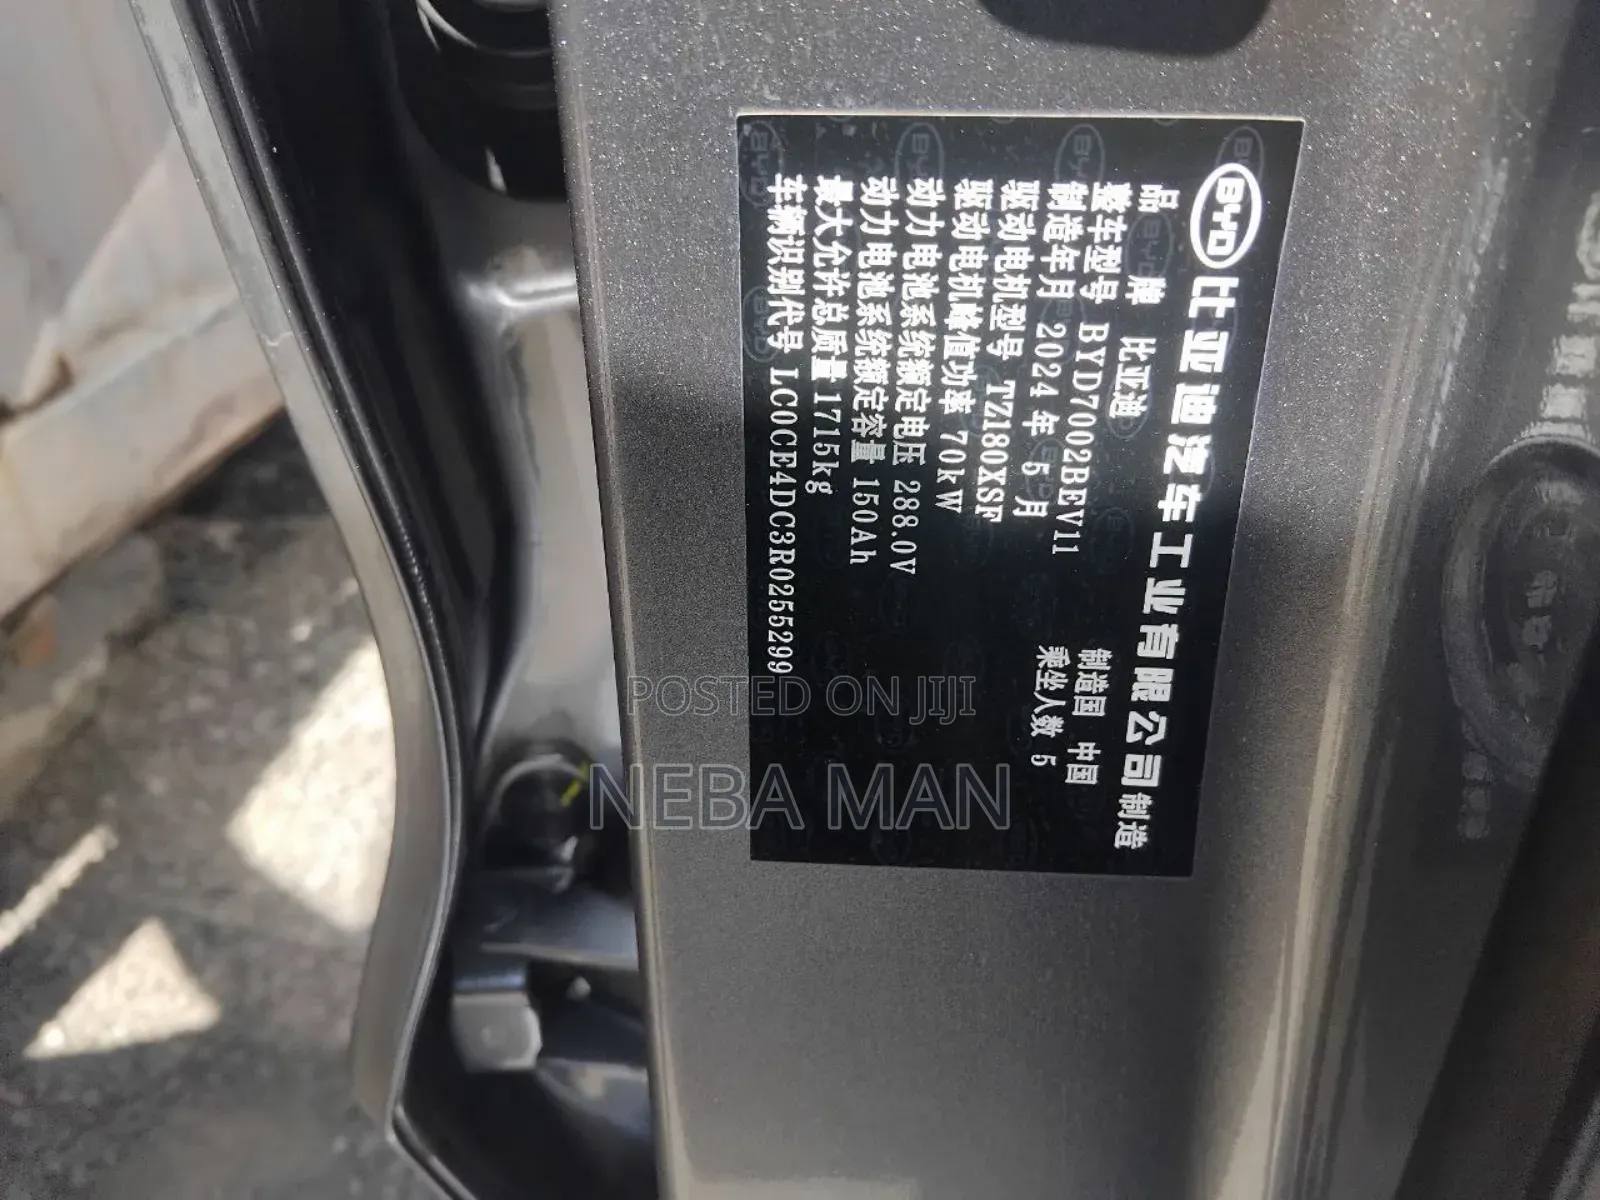 BYD 比亚迪汽车工业有限公司 制造
品牌 比亚迪 制造国 中国
整车型号 BYD7002BEV11 乘坐人数 5
制造年月 2024 年 5 月
驱动电机型号 TZ180XSF
驱动电机峰值功率 70kW
动力电池系统额定电压 288.0V
动力电池系统额定容量 150Ah
最大允许总质量 1715kg
车辆识别代号 LC0CE4DC3R0255299
POSTED ON JIJI
NEBA MAN